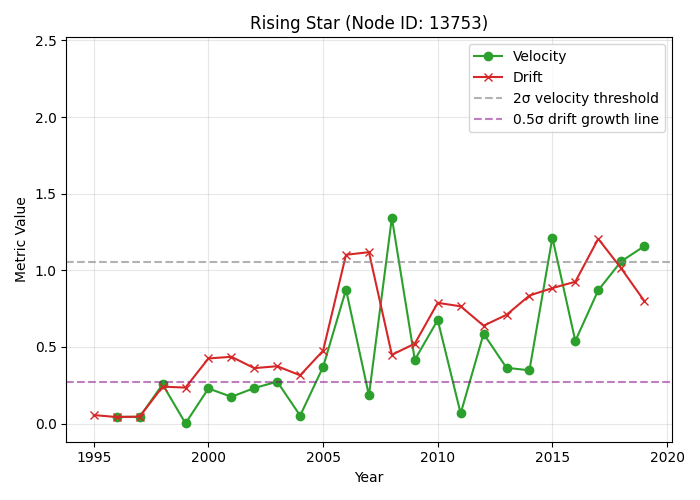 Rising Star (Node ID: 13753)
2.5
2.0
1.5
1.0
0.5
0.0
Metric Value
Velocity
Drift
2σ velocity threshold
0.5σ drift growth line
1995
2000
2005
2010
2015
2020
Year